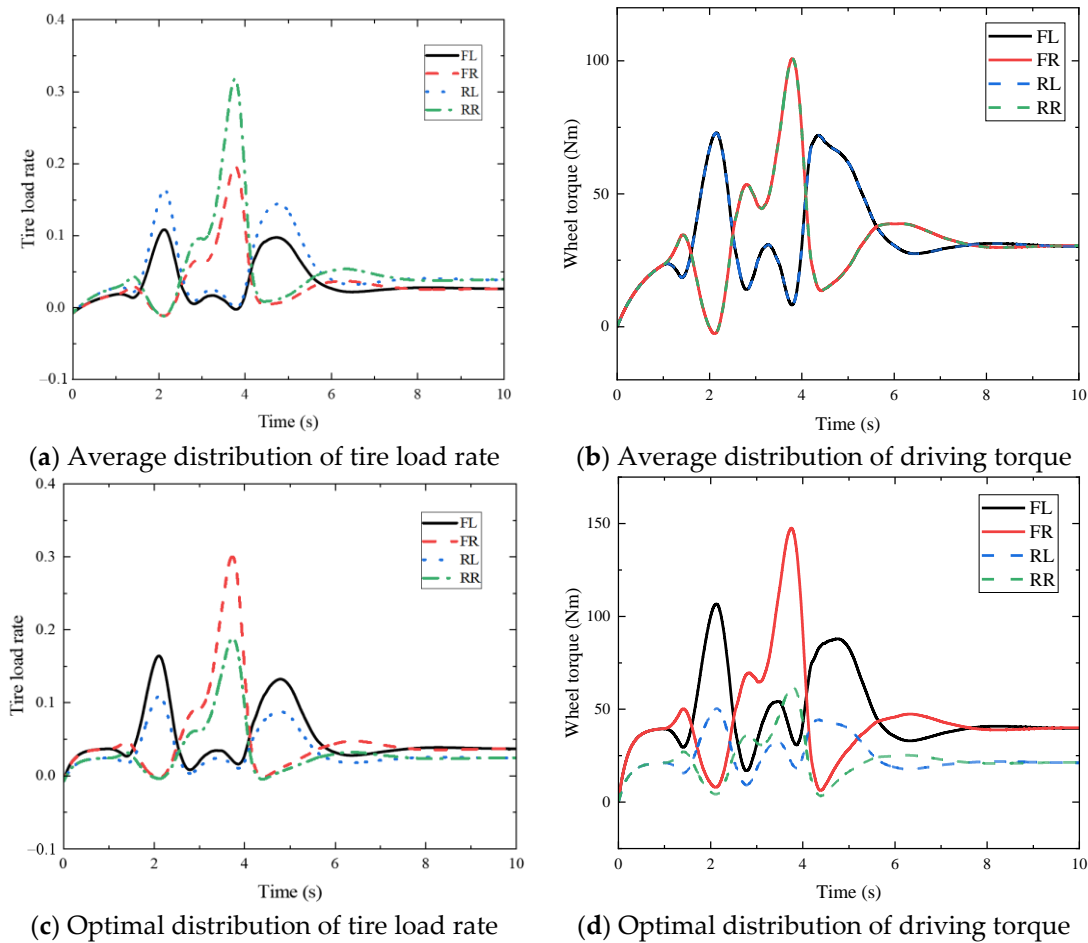 0.4
0.3
0.2
0.1
0.0
−0.1
Tire load rate
0 2 4 6 8 10
Time (s)
FL
FR
RL
RR
(a) Average distribution of tire load rate
100
50
0
Wheel torque (Nm)
0 2 4 6 8 10
Time (s)
FL
FR
RL
RR
(b) Average distribution of driving torque
0.4
0.3
0.2
0.1
0.0
−0.1
Tire load rate
0 2 4 6 8 10
Time (s)
FL
FR
RL
RR
(c) Optimal distribution of tire load rate
150
100
50
0
Wheel torque (Nm)
0 2 4 6 8 10
Time (s)
FL
FR
RL
RR
(d) Optimal distribution of driving torque